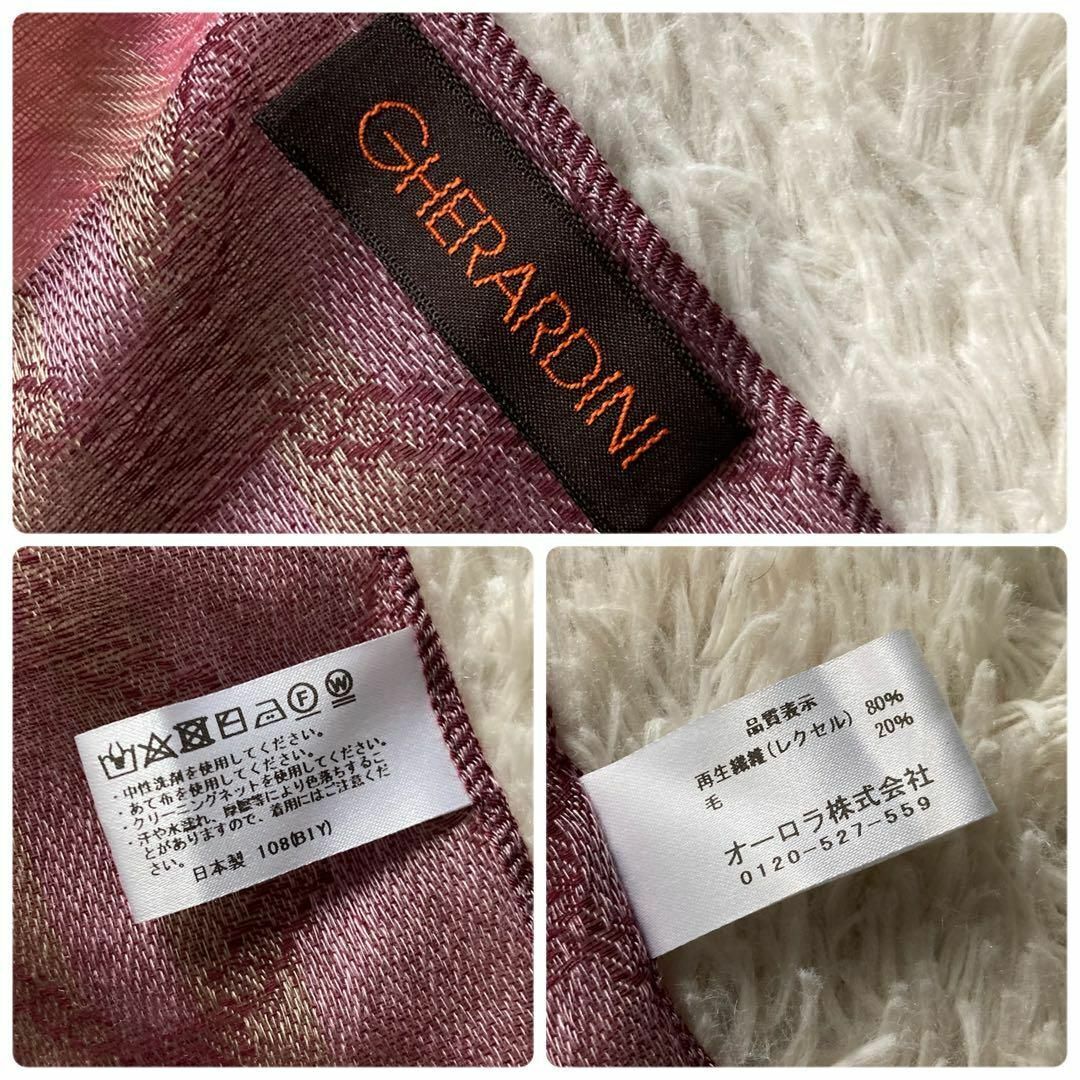 GHERARDINI
F W
・中性洗剤を使用してください。
・あて布を使用してください。
・クリーニングネットを使用してください。
・汗や水濡れ、摩擦等により色落ちするこ
とがありますので、着用にはご注意くだ
さい。
日本製 108(B1Y)
品質表示
再生繊維(レクセル) 80%
毛 20%
オーロラ株式会社
0120-527-559